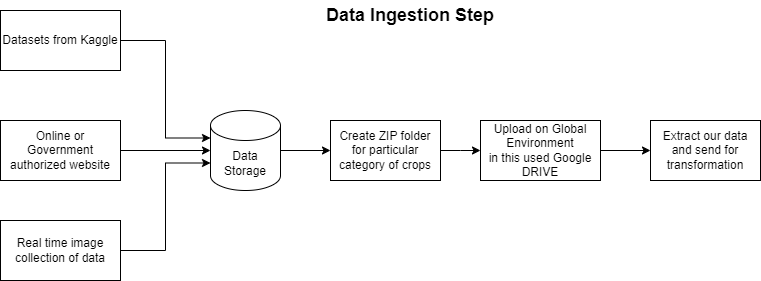 Data Ingestion Step
Datasets from Kaggle
Online or
Government
authorized website
Real time image
collection of data
Data
Storage
Create ZIP folder
for particular
category of crops
Upload on Global
Environment
in this used Google
DRIVE
Extract our data
and send for
transformation